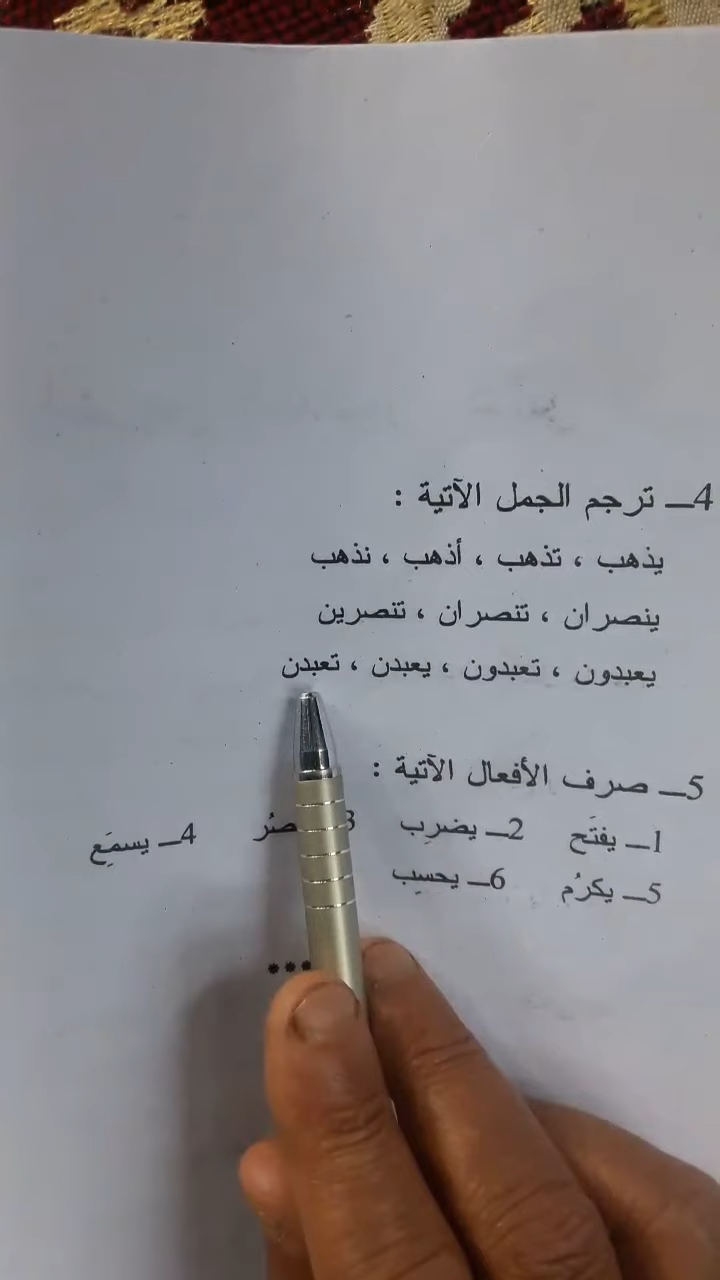 4ـ ترجم الجمل الآتية :
يذهب ، تذهب ، أذهب ، نذهب
ينصران ، تنصران ، تنصرين
يعبدون ، تعبدون ، يعبدن ، تعبدن
5ـ صرف الأفعال الآتية :
1ـ يفتَح 2ـ يضرِب 3 صُر 4ـ يسمَع
5ـ يكرُم 6ـ يحسِب
***